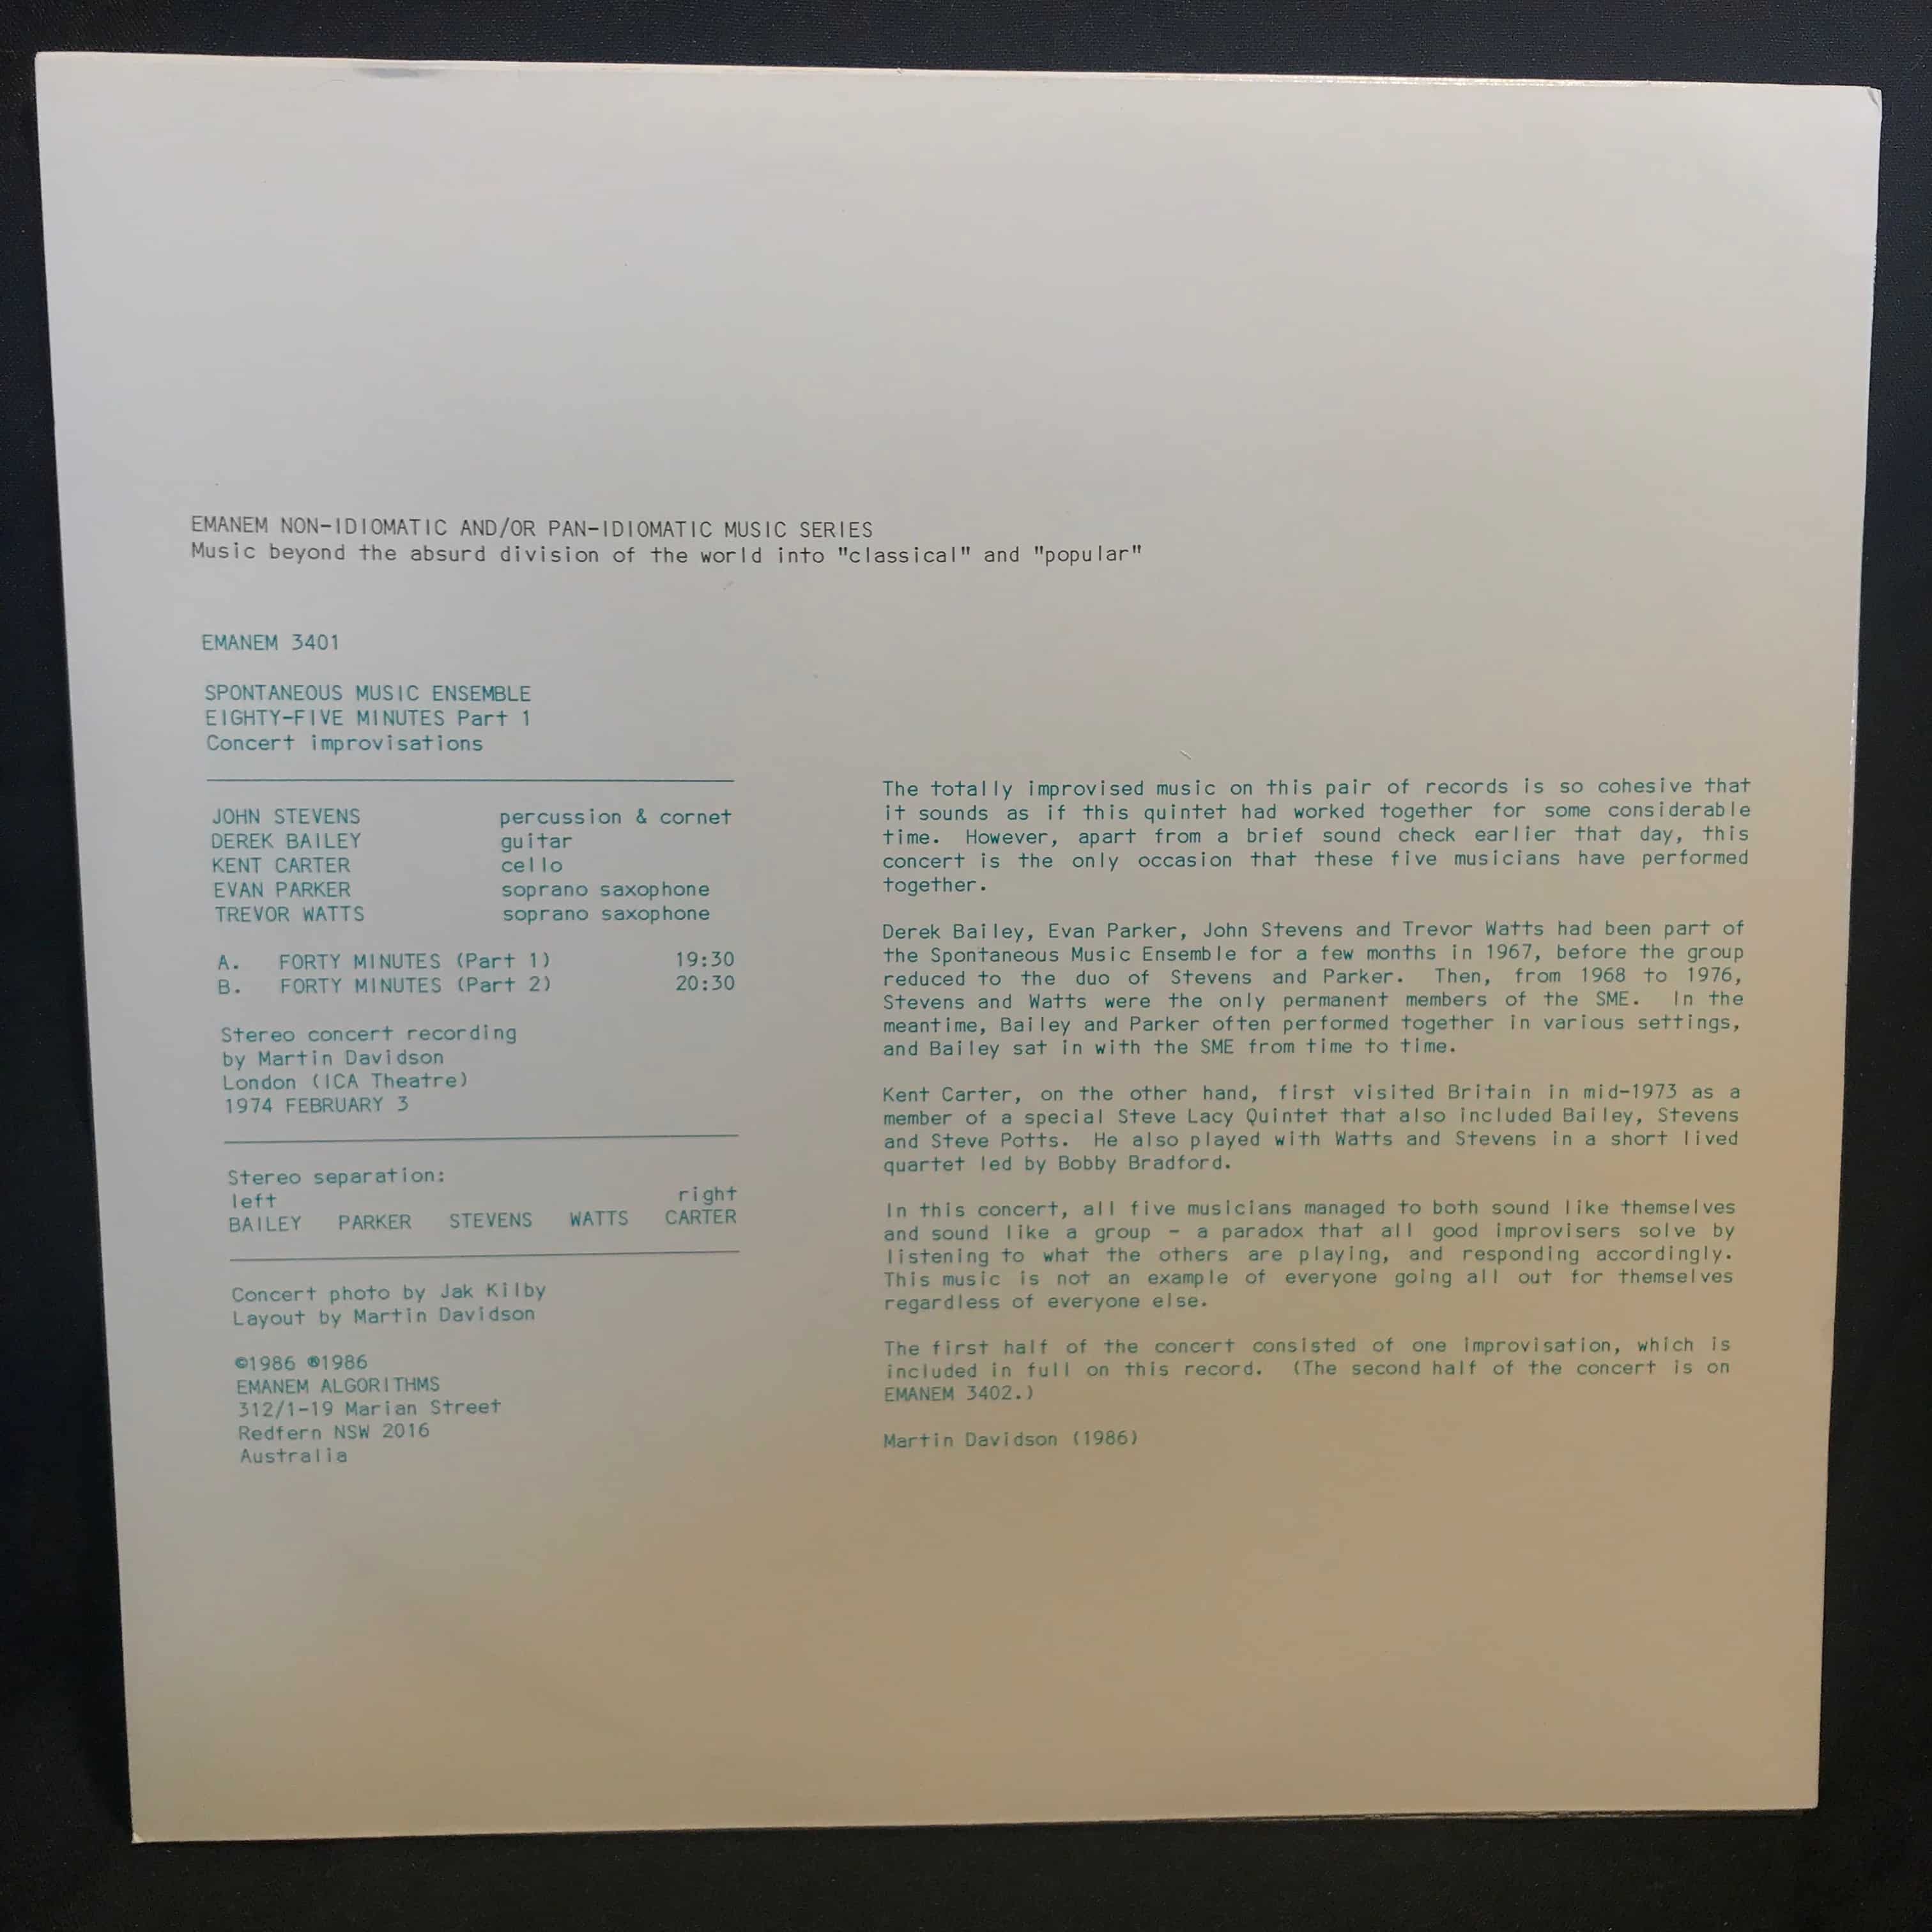 EMANEM NON-IDIOMATIC AND/OR PAN-IDIOMATIC MUSIC SERIES
Music beyond the absurd division of the world into "classical" and "popular"
EMANEM 3401
SPONTANEOUS MUSIC ENSEMBLE
EIGHTY-FIVE MINUTES Part 1
Concert improvisations
JOHN STEVENS percussion & cornet
DEREK BAILEY guitar
KENT CARTER cello
EVAN PARKER soprano saxophone
TREVOR WATTS soprano saxophone
A. FORTY MINUTES (Part 1) 19:30
B. FORTY MINUTES (Part 2) 20:30
Stereo concert recording
by Martin Davidson
London (ICA Theatre)
1974 FEBRUARY 3
Stereo separation:
left right
BAILEY PARKER STEVENS WATTS CARTER
Concert photo by Jak Kilby
Layout by Martin Davidson
©1986 ℗1986
EMANEM ALGORITHMS
312/1-19 Marian Street
Redfern NSW 2016
Australia
The totally improvised music on this pair of records is so cohesive that
it sounds as if this quintet had worked together for some considerable
time. However, apart from a brief sound check earlier that day, this
concert is the only occasion that these five musicians have performed
together.
Derek Bailey, Evan Parker, John Stevens and Trevor Watts had been part of
the Spontaneous Music Ensemble for a few months in 1967, before the group
reduced to the duo of Stevens and Parker. Then, from 1968 to 1976,
Stevens and Watts were the only permanent members of the SME. In the
meantime, Bailey and Parker often performed together in various settings,
and Bailey sat in with the SME from time to time.
Kent Carter, on the other hand, first visited Britain in mid-1973 as a
member of a special Steve Lacy Quintet that also included Bailey, Stevens
and Steve Potts. He also played with Watts and Stevens in a short lived
quartet led by Bobby Bradford.
In this concert, all five musicians managed to both sound like themselves
and sound like a group - a paradox that all good improvisers solve by
listening to what the others are playing, and responding accordingly.
This music is not an example of everyone going all out for themselves
regardless of everyone else.
The first half of the concert consisted of one improvisation, which is
included in full on this record. (The second half of the concert is on
EMANEM 3402.)
Martin Davidson (1986)